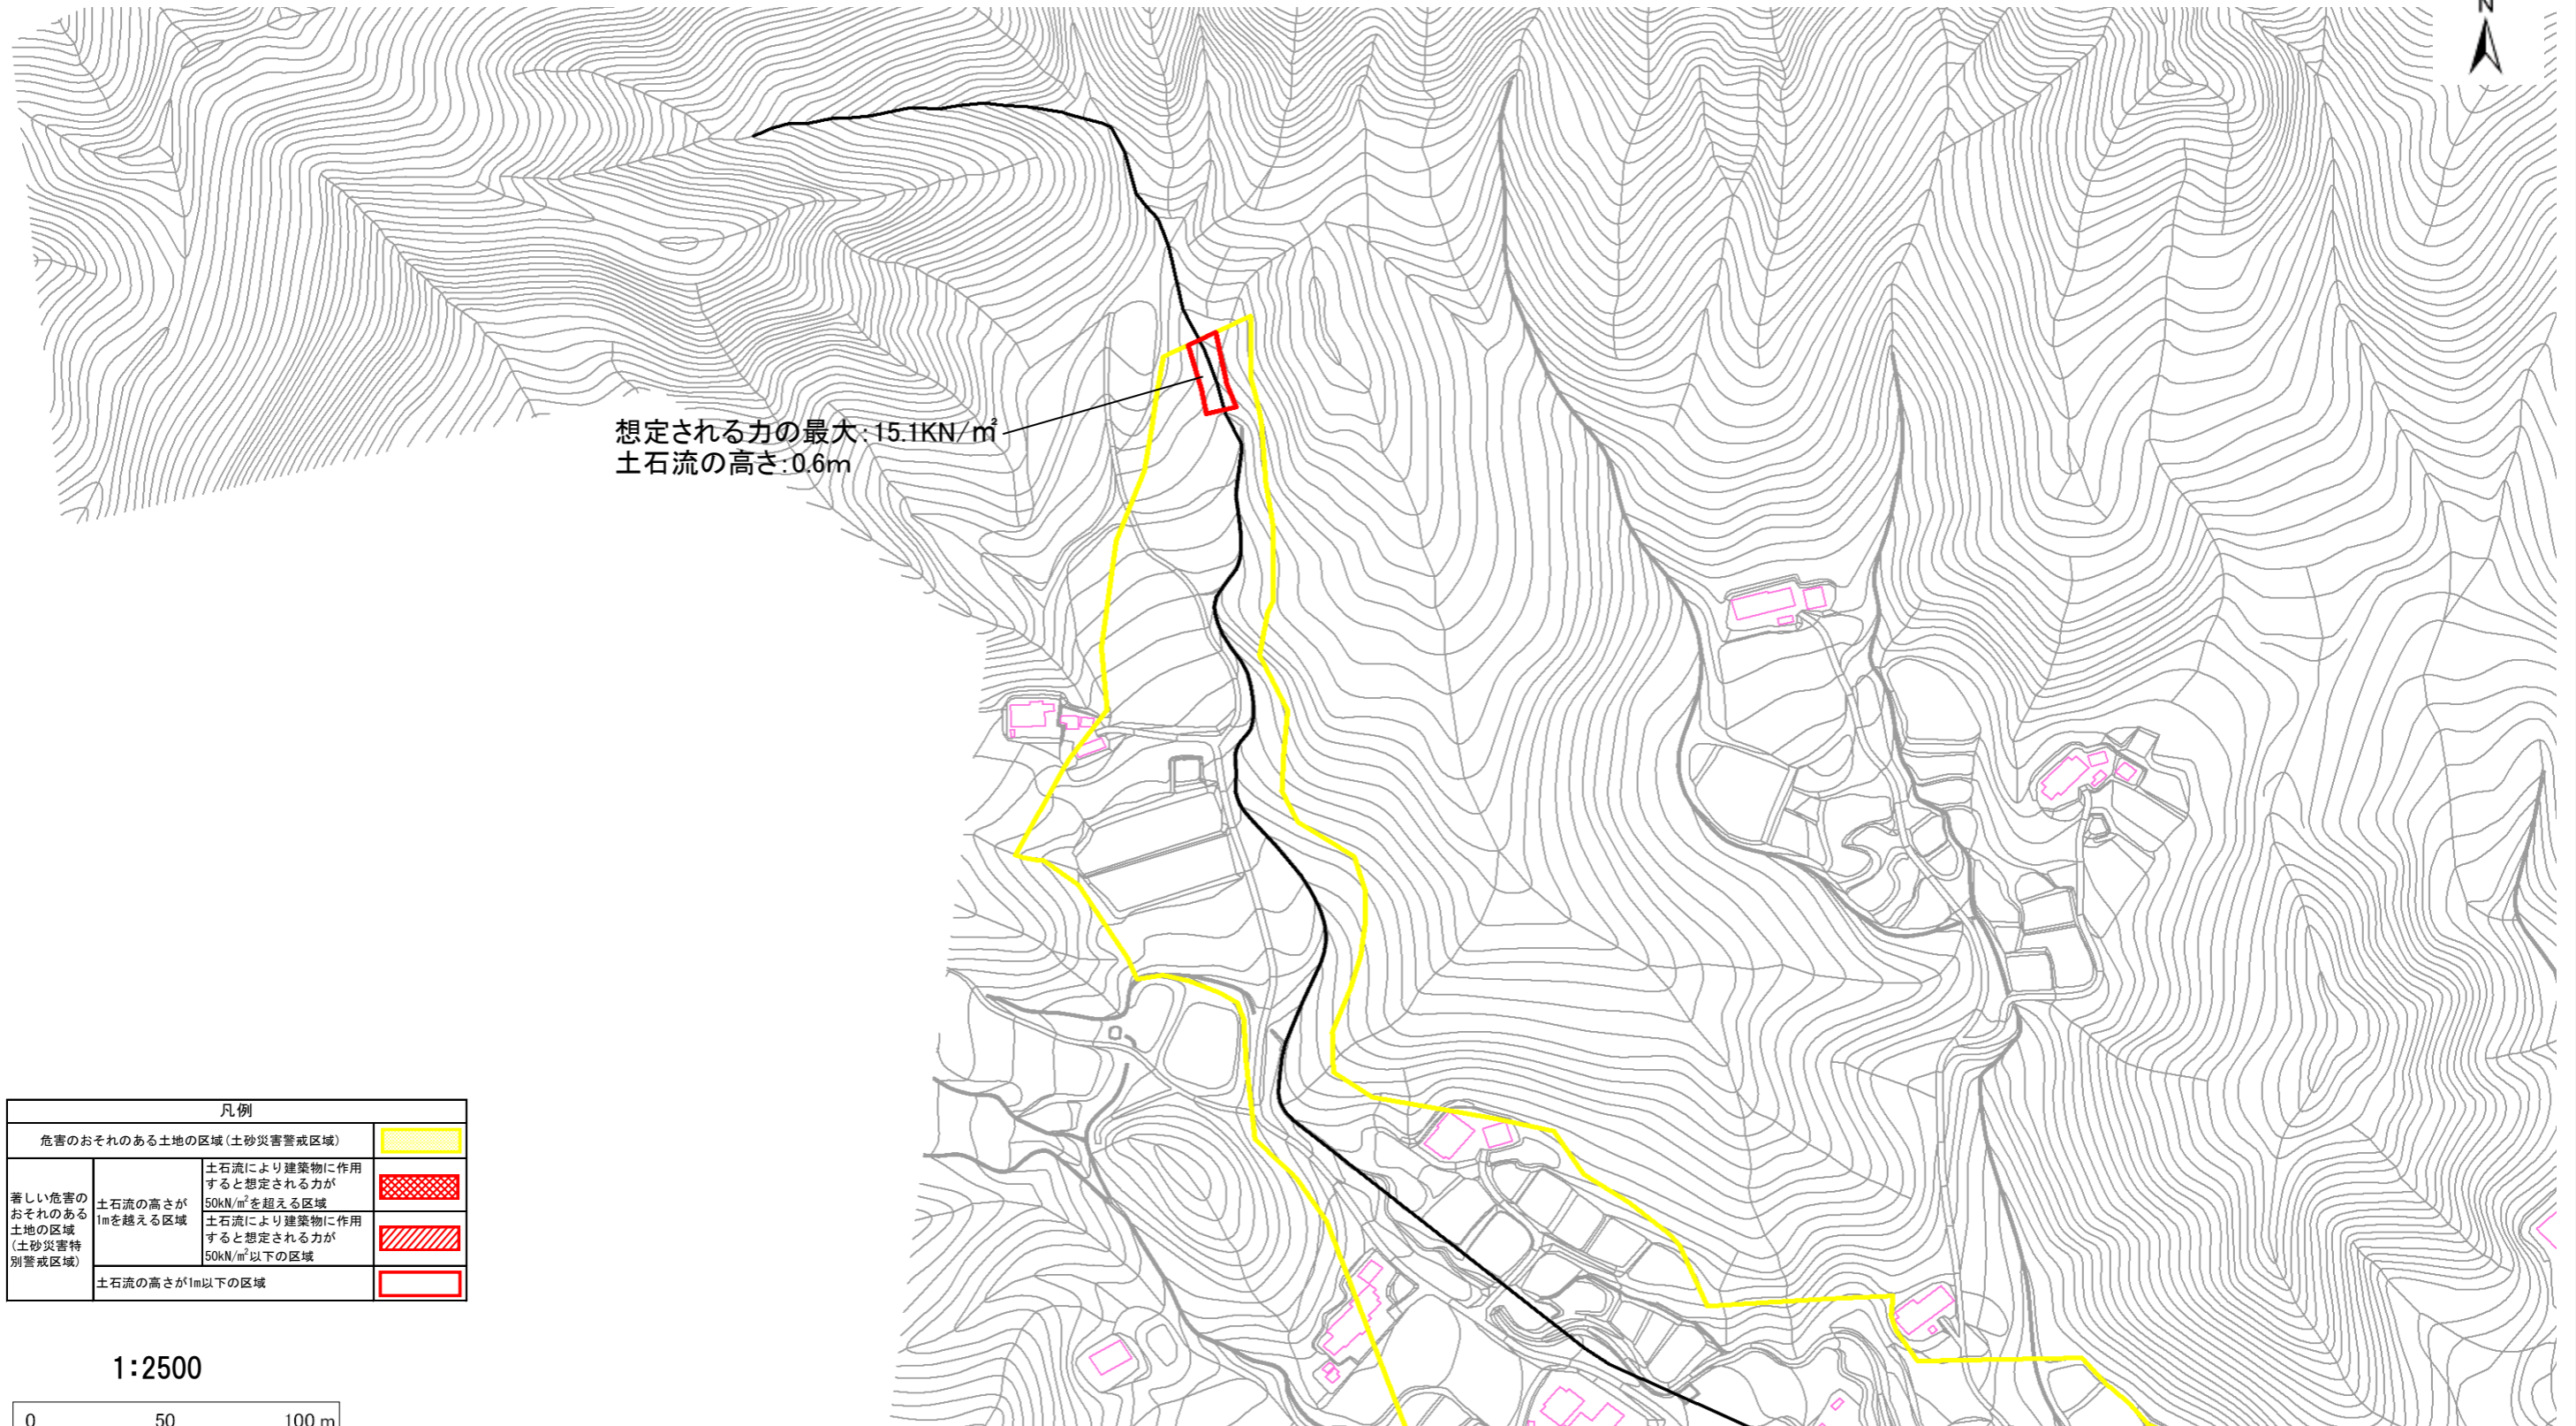 N
想定される力の最大:15.1KN/㎡
土石流の高さ:0.6m
凡例
危害のおそれのある土地の区域(土砂災害警戒区域)
著しい危害の
おそれのある
土地の区域
(土砂災害特
別警戒区域)
土石流の高さが
1mを越える区域
土石流により建築物に作用
すると想定される力が
50kN/㎡を超える区域
土石流により建築物に作用
すると想定される力が
50kN/㎡以下の区域
土石流の高さが1m以下の区域
1:2500
0 50 100 m